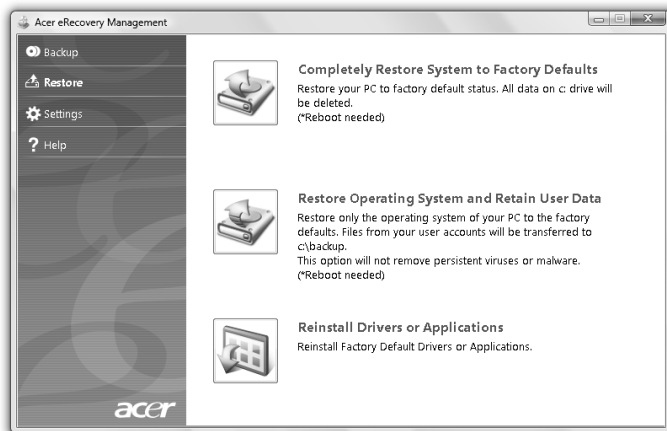 Acer eRecovery Management
Backup
Restore
Settings
Help
Completely Restore System to Factory Defaults
Restore your PC to factory default status. All data on c: drive will
be deleted.
(*Reboot needed)
Restore Operating System and Retain User Data
Restore only the operating system of your PC to the factory
defaults. Files from your user accounts will be transferred to
c:\backup.
This option will not remove persistent viruses or malware.
(*Reboot needed)
Reinstall Drivers or Applications
Reinstall Factory Default Drivers or Applications.
acer